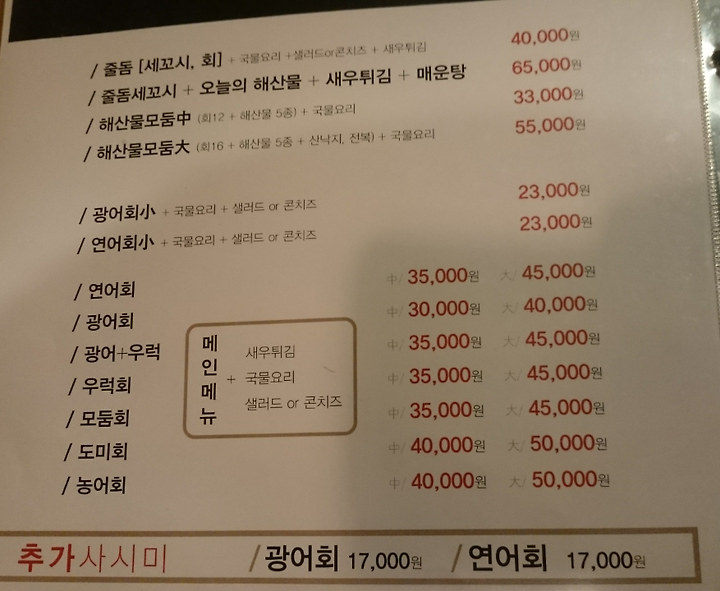 / 줄돔 [세꼬시, 회] + 국물요리 +샐러드or콘치즈 + 새우튀김 40,000원
/ 줄돔세꼬시 + 오늘의 해산물 + 새우튀김 + 매운탕 65,000원
/ 해산물모둠中 (회12 + 해산물 5종) + 국물요리 33,000원
/ 해산물모둠大 (회16 + 해산물 5종 + 산낙지, 전복) + 국물요리 55,000원
/ 광어회小 + 국물요리 + 샐러드 or 콘치즈 23,000원
/ 연어회小 + 국물요리 + 샐러드 or 콘치즈 23,000원
/ 연어회 中/ 35,000원 大/ 45,000원
/ 광어회 中/ 30,000원 大/ 40,000원
/ 광어+우럭 中/ 35,000원 大/ 45,000원
/ 우럭회 中/ 35,000원 大/ 45,000원
/ 모둠회 中/ 35,000원 大/ 45,000원
/ 도미회 中/ 40,000원 大/ 50,000원
/ 농어회 中/ 40,000원 大/ 50,000원
메인메뉴 +
새우튀김
국물요리
샐러드 or 콘치즈
추가사시미 / 광어회 17,000원 / 연어회 17,000원